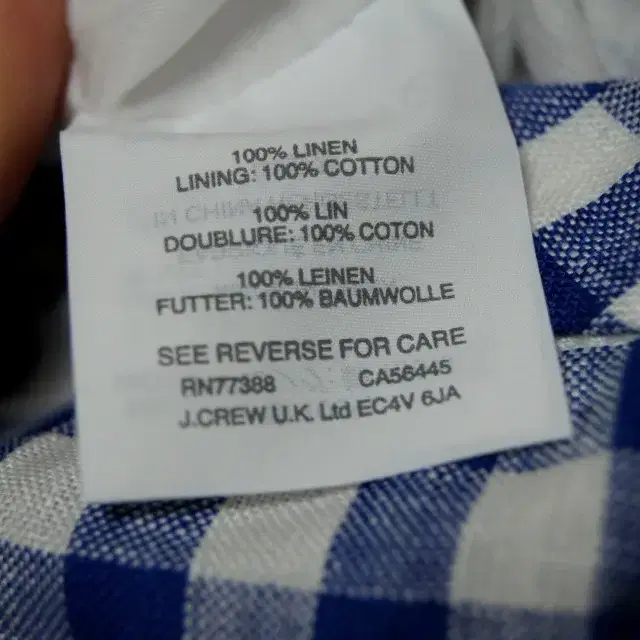 100% LINEN
LINING: 100% COTTON
100% LIN
DOUBLURE: 100% COTON
100% LEINEN
FUTTER: 100% BAUMWOLLE
SEE REVERSE FOR CARE
RN77388 CA56445
J.CREW U.K. Ltd EC4V 6JA